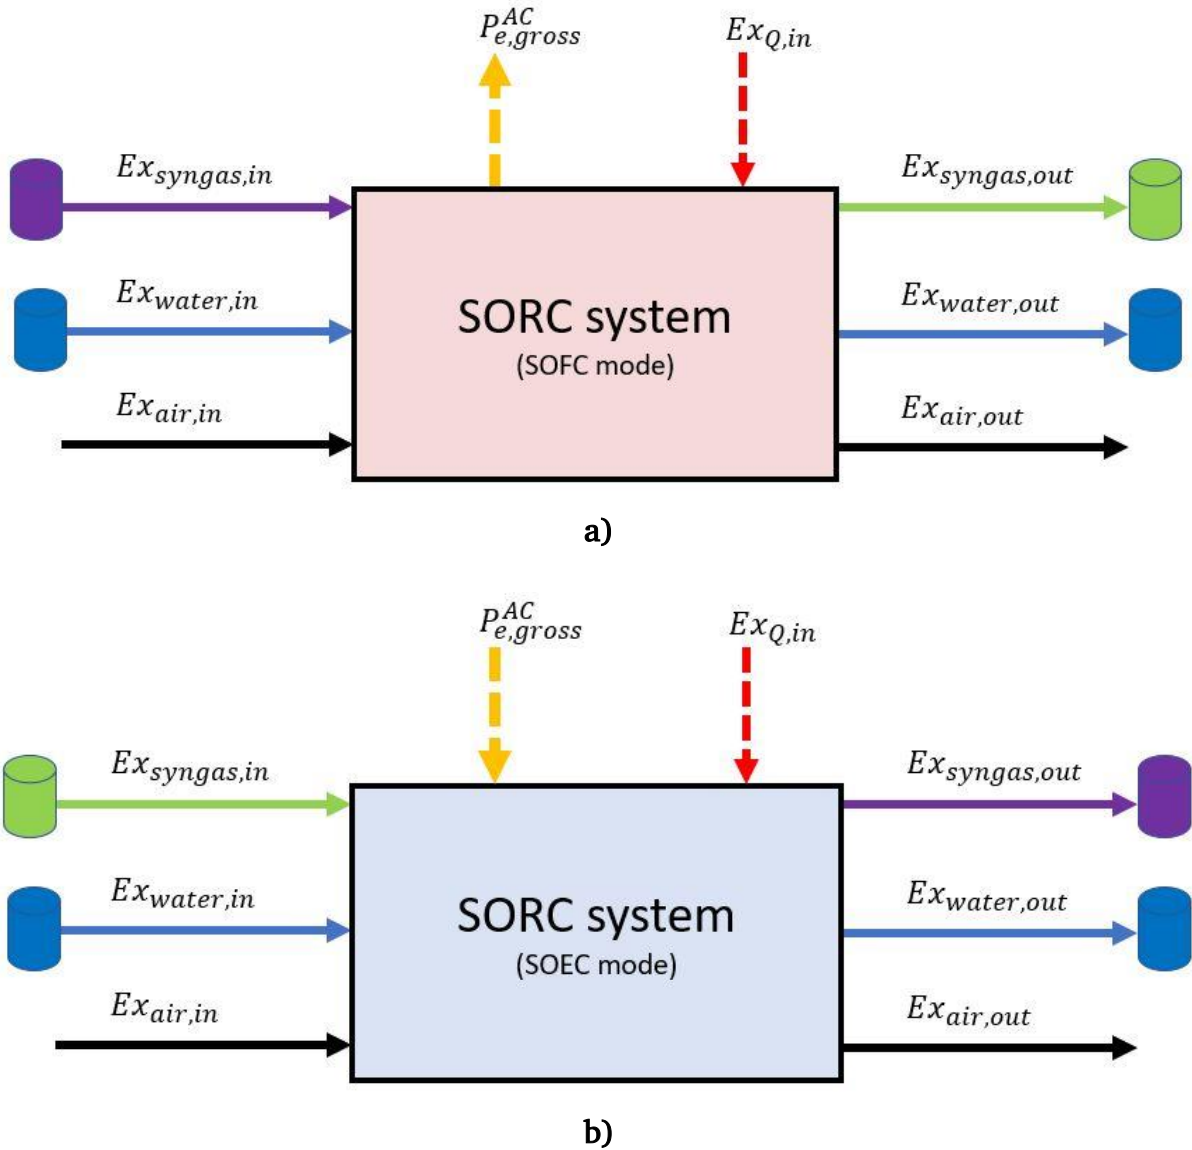 $P_{e,gross}^{AC}$
$Ex_{Q,in}$
$Ex_{syngas,in}$
$Ex_{syngas,out}$
$Ex_{water,in}$
$Ex_{water,out}$
SORC system
(SOFC mode)
$Ex_{air,in}$
$Ex_{air,out}$
a)
$P_{e,gross}^{AC}$
$Ex_{Q,in}$
$Ex_{syngas,in}$
$Ex_{syngas,out}$
$Ex_{water,in}$
$Ex_{water,out}$
SORC system
(SOEC mode)
$Ex_{air,in}$
$Ex_{air,out}$
b)